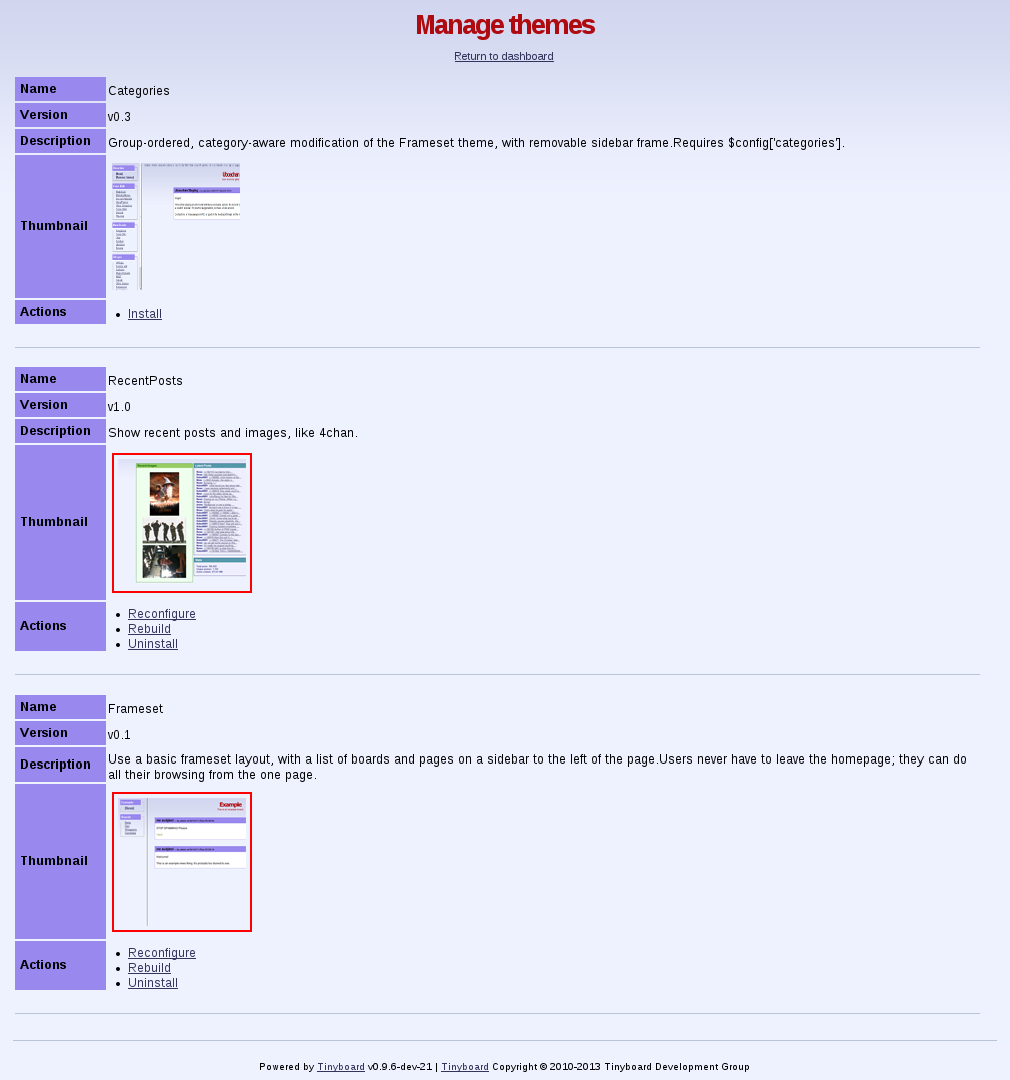 Manage themes
Return to dashboard
Name Categories
Version v0.3
Description Group-ordered, category-aware modification of the Frameset theme, with removable sidebar frame.Requires $config['categories'].
Thumbnail
Actions Install
Name RecentPosts
Version v1.0
Description Show recent posts and images, like 4chan.
Thumbnail
Recent Images Latest Posts
Actions
Reconfigure
Rebuild
Uninstall
Name Frameset
Version v0.1
Description Use a basic frameset layout, with a list of boards and pages on a sidebar to the left of the page.Users never have to leave the homepage; they can do
all their browsing from the one page.
Thumbnail
Example
Actions
Reconfigure
Rebuild
Uninstall
Powered by Tinyboard v0.9.6-dev-21 | Tinyboard Copyright © 2010-2013 Tinyboard Development Group